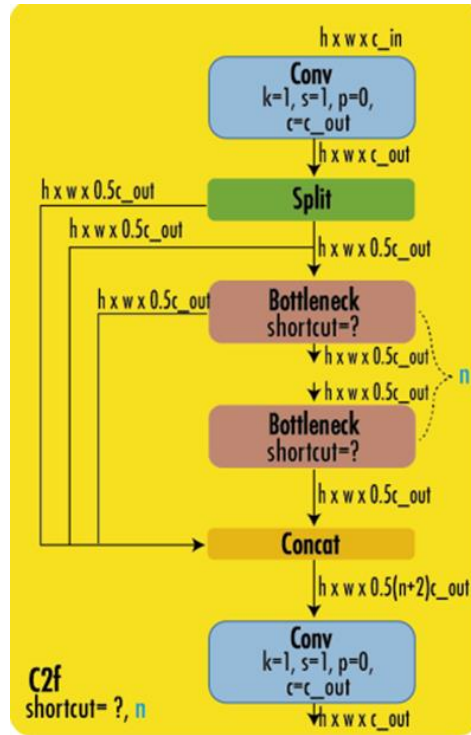 h x w x c_in
Conv
k=1, s=1, p=0,
c=c_out
h x w x c_out
Split
h x w x 0.5c_out
h x w x 0.5c_out
h x w x 0.5c_out
h x w x 0.5c_out
Bottleneck
shortcut=?
h x w x 0.5c_out
n
h x w x 0.5c_out
Bottleneck
shortcut=?
h x w x 0.5c_out
Concat
h x w x 0.5(n+2)c_out
Conv
k=1, s=1, p=0,
c=c_out
h x w x c_out
C2f
shortcut= ?, n